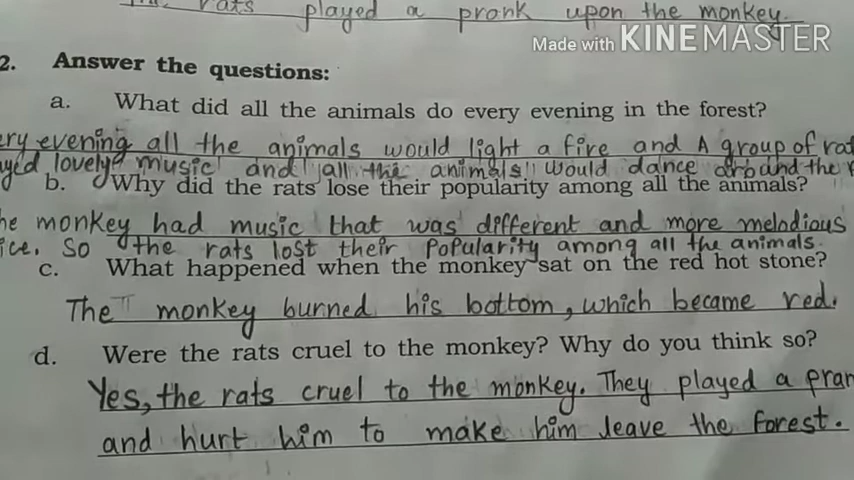 rats played a prank upon the monkey.
Made with KINEMASTER
2. Answer the questions:
a. What did all the animals do every evening in the forest?
evening all the animals would light a fire and A group of
lovely music and all the animals would dance around the
b. Why did the rats lose their popularity among all the animals?
monkey had music that was different and more melodious
So the rats lost their Popularity among all the animals.
c. What happened when the monkey sat on the red hot stone?
The monkey burned his bottom, which became red.
d. Were the rats cruel to the monkey? Why do you think so?
Yes, the rats cruel to the monkey. They played a
and hurt him to make him leave the forest.